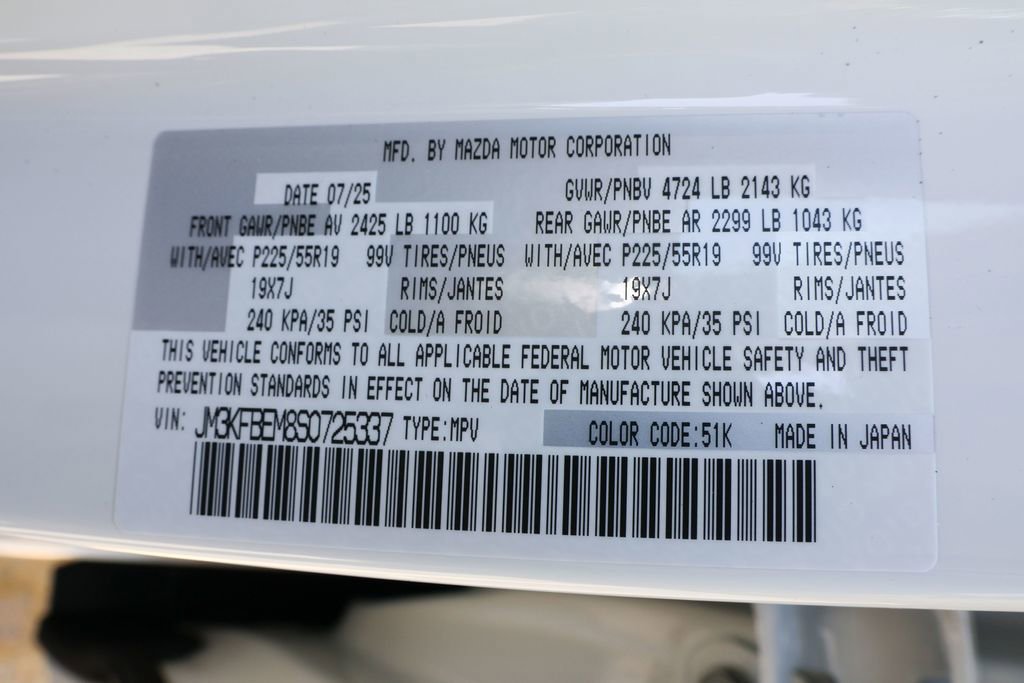 MFD. BY MAZDA MOTOR CORPORATION
DATE 07/25 GVWR/PNBV 4724 LB 2143 KG
FRONT GAWR/PNBE AV 2425 LB 1100 KG REAR GAWR/PNBE AR 2299 LB 1043 KG
WITH/AVEC P225/55R19 99V TIRES/PNEUS WITH/AVEC P225/55R19 99V TIRES/PNEUS
19X7J RIMS/JANTES 19X7J RIMS/JANTES
240 KPA/35 PSI COLD/A FROID 240 KPA/35 PSI COLD/A FROID
THIS VEHICLE CONFORMS TO ALL APPLICABLE FEDERAL MOTOR VEHICLE SAFETY AND THEFT
PREVENTION STANDARDS IN EFFECT ON THE DATE OF MANUFACTURE SHOWN ABOVE.
VIN: JM3KFBEM8S0725337 TYPE:MPV COLOR CODE:51K MADE IN JAPAN